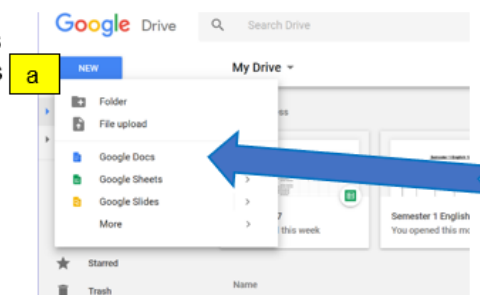 Google Drive
Search Drive
a
NEW
My Drive
Folder
File upload
Google Docs
Google Sheets
Google Slides
More
this week
Semester 1 English
You opened this mo
Starred
Trash
Name